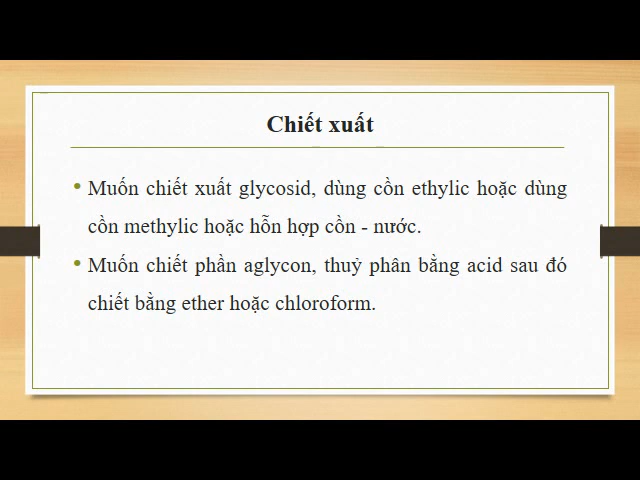 Chiết xuất
• Muốn chiết xuất glycosid, dùng cồn ethylic hoặc dùng
cồn methylic hoặc hỗn hợp cồn - nước.
• Muốn chiết phần aglycon, thuỷ phân bằng acid sau đó
chiết bằng ether hoặc chloroform.